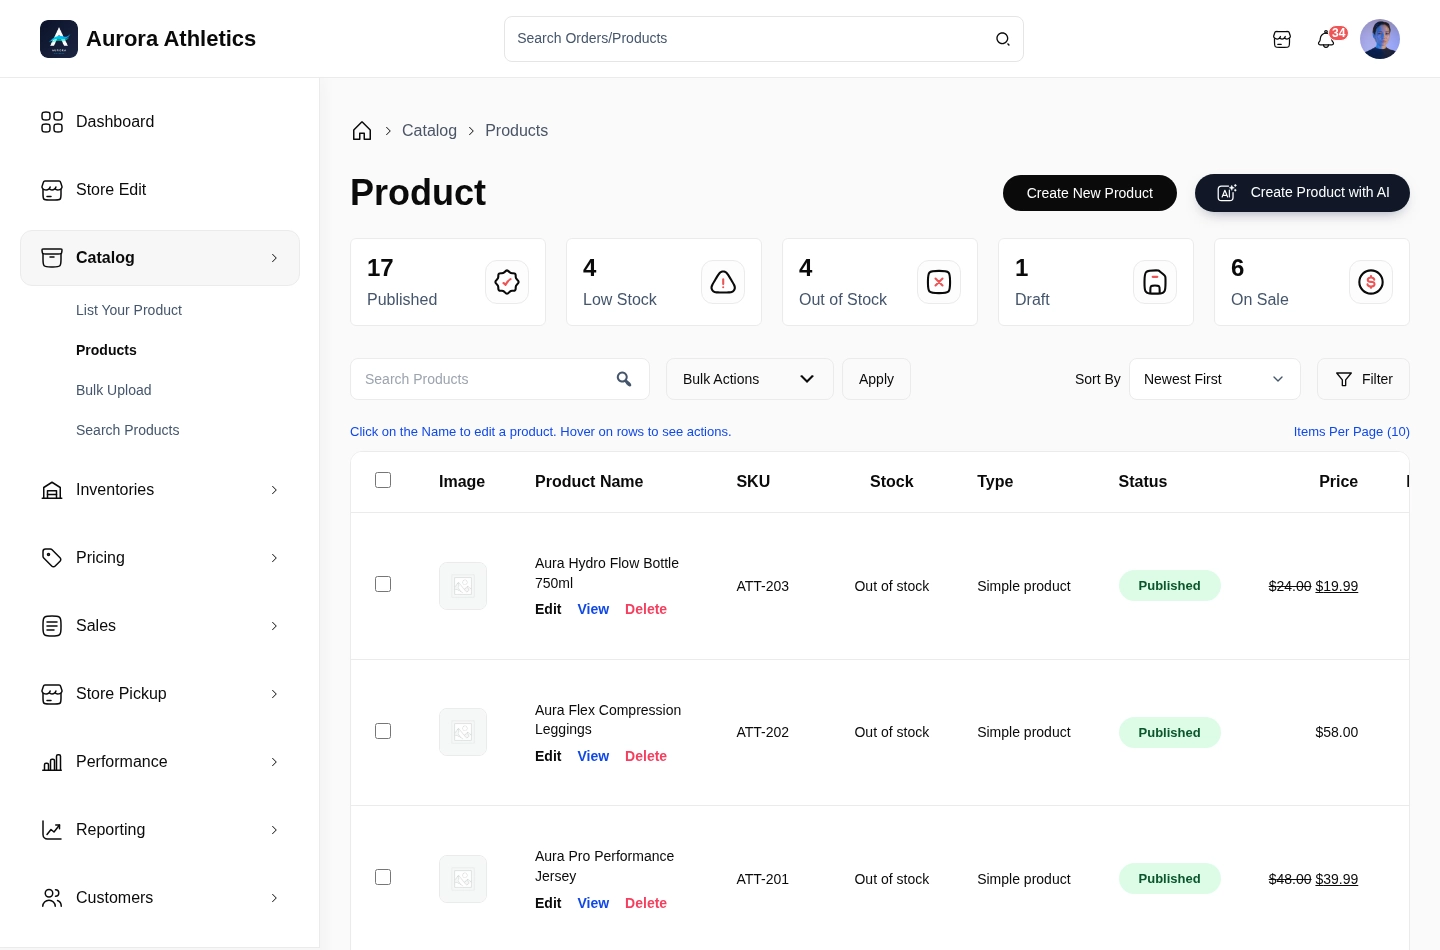 Aurora Athletics
Search Orders/Products
34
Dashboard
Store Edit
Catalog
List Your Product
Products
Bulk Upload
Search Products
Inventories
Pricing
Sales
Store Pickup
Performance
Reporting
Customers
Catalog
Products
Product
Create New Product
AI
Create Product with AI
17
Published
4
Low Stock
4
Out of Stock
1
Draft
6
On Sale
Search Products
Bulk Actions
Apply
Sort By
Newest First
Filter
Click on the Name to edit a product. Hover on rows to see actions.
Items Per Page (10)
Image Product Name SKU Stock Type Status Price
Aura Hydro Flow Bottle
750ml
Edit View Delete
ATT-203
Out of stock
Simple product
Published
$24.00 $19.99
Aura Flex Compression
Leggings
Edit View Delete
ATT-202
Out of stock
Simple product
Published
$58.00
Aura Pro Performance
Jersey
Edit View Delete
ATT-201
Out of stock
Simple product
Published
$48.00 $39.99